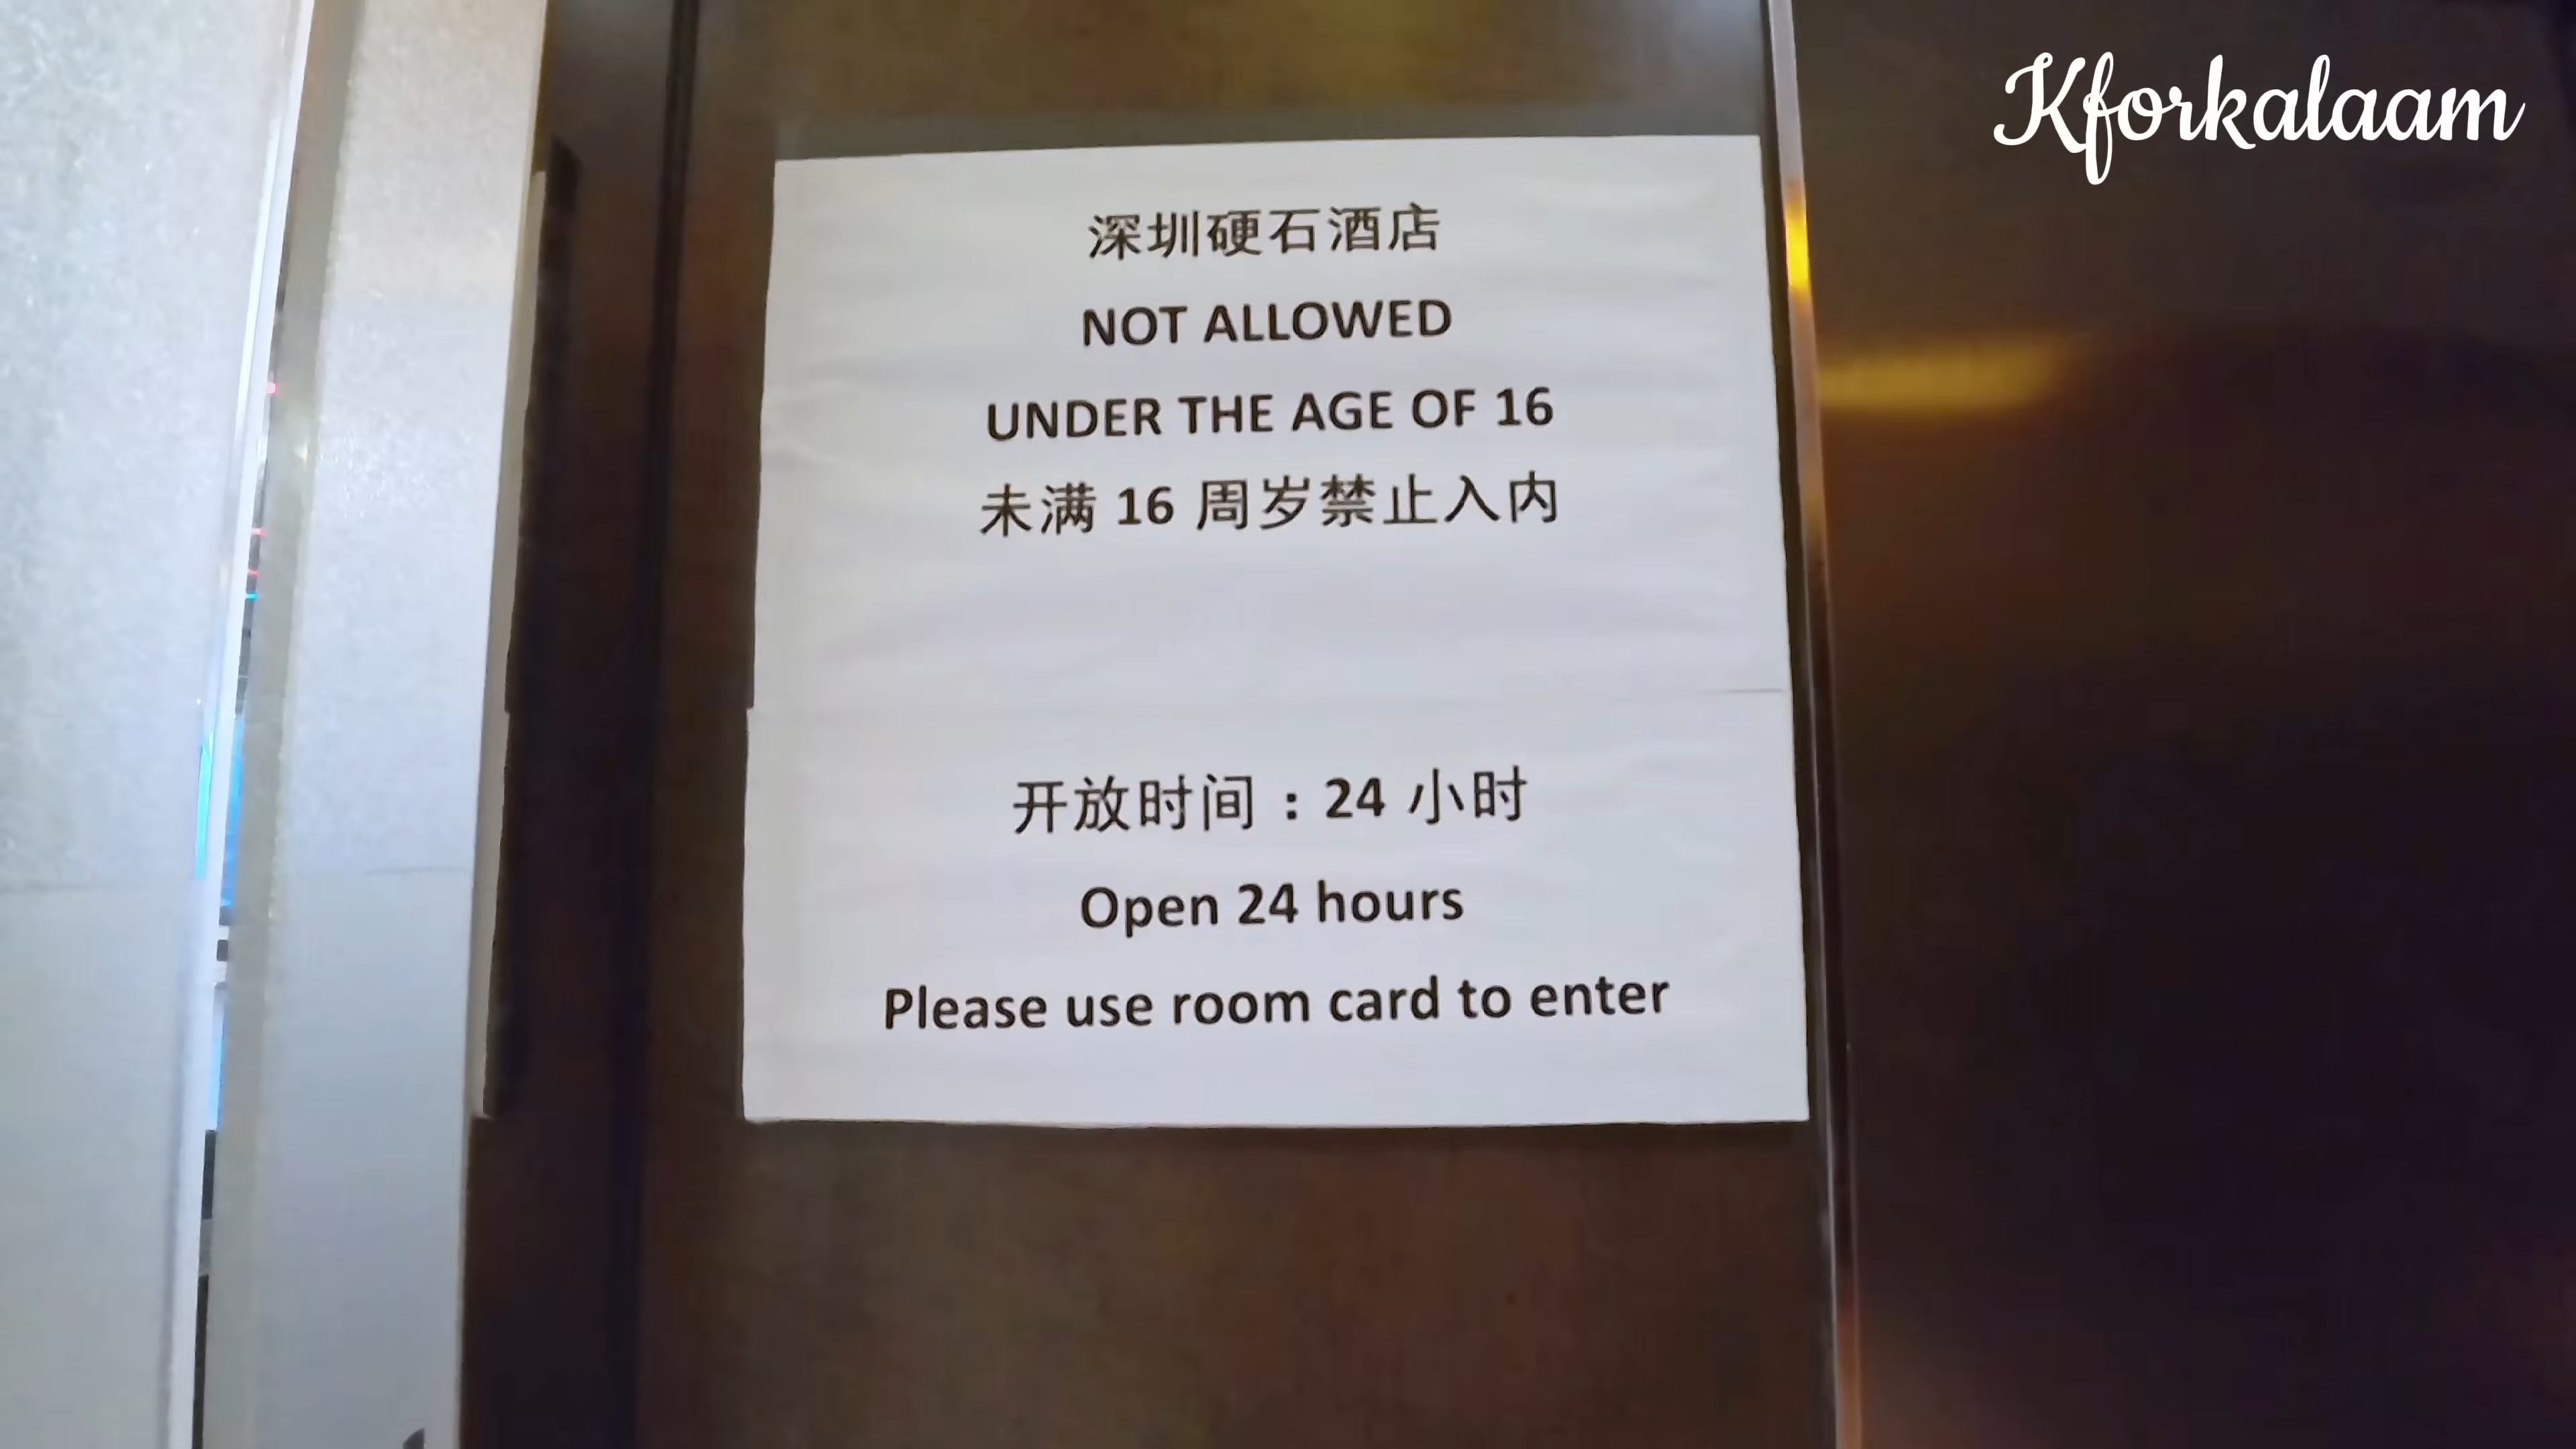 Kforkalaam
深圳硬石酒店
NOT ALLOWED
UNDER THE AGE OF 16
未满 16 周岁禁止入内
开放时间：24 小时
Open 24 hours
Please use room card to enter